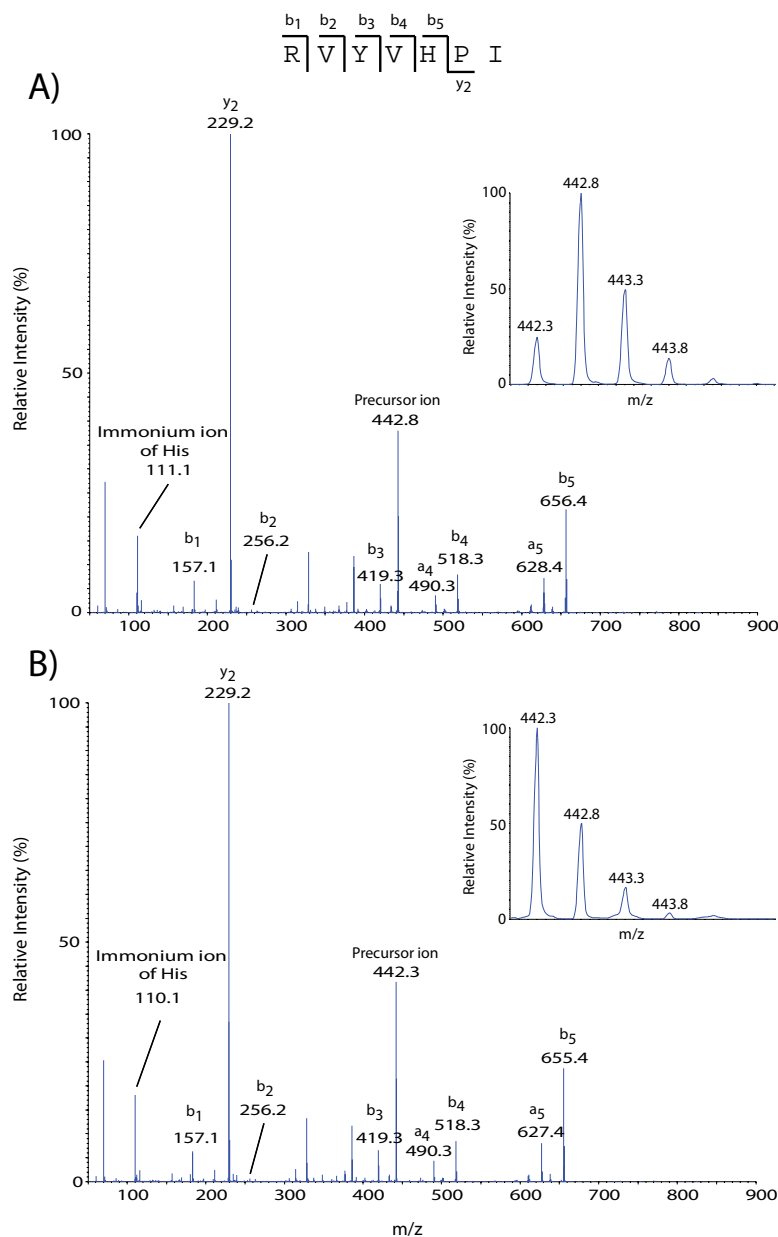 b1 b2 b3 b4 b5
R V Y V H P I
y2
A)
y2
229.2
100
50
0
Relative Intensity (%)
Immonium ion
of His
111.1
b1
157.1
b2
256.2
Precursor ion
442.8
b3
419.3
a4
490.3
b4
518.3
a5
628.4
b5
656.4
100 200 300 400 500 600 700 800 900
100
50
0
Relative Intensity (%)
442.8
443.3
442.3
443.8
m/z
B)
y2
229.2
100
50
0
Relative Intensity (%)
Immonium ion
of His
110.1
b1
157.1
b2
256.2
Precursor ion
442.3
b3
419.3
a4
490.3
b4
518.3
a5
627.4
b5
655.4
100 200 300 400 500 600 700 800 900
m/z
100
50
0
Relative Intensity (%)
442.3
442.8
443.3
443.8
m/z